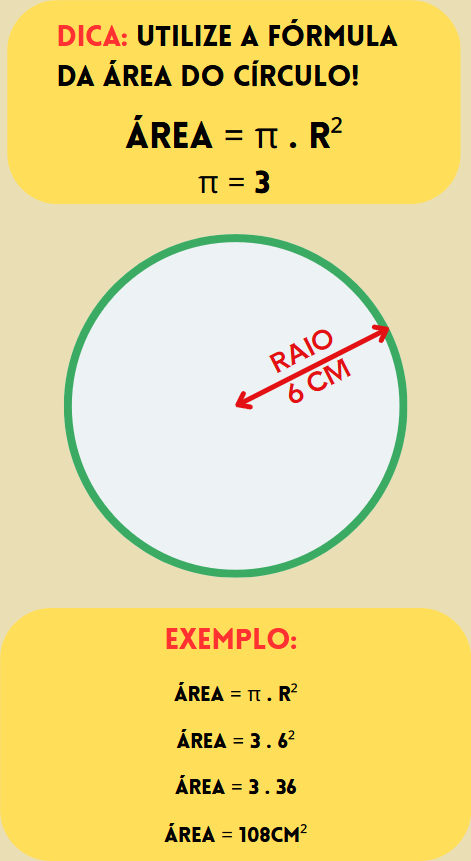 DICA: UTILIZE A FÓRMULA
DA ÁREA DO CÍRCULO!
ÁREA = π . R²
π = 3
RAIO
6 CM
EXEMPLO:
ÁREA = π . R²
ÁREA = 3 . 6²
ÁREA = 3 . 36
ÁREA = 108CM²